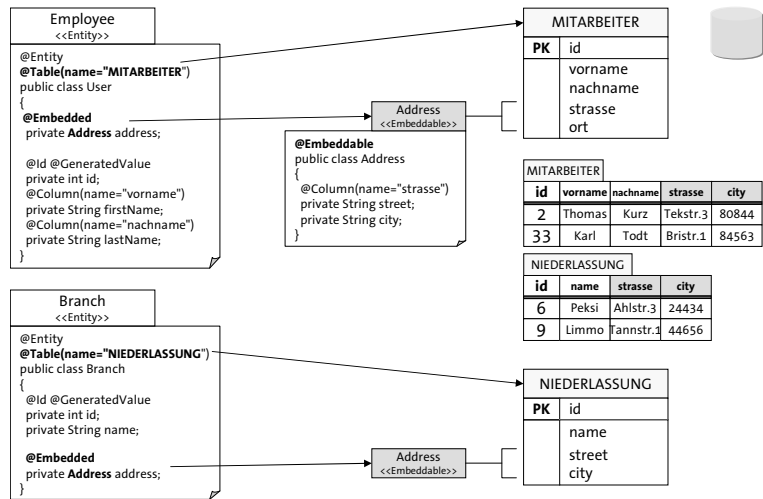 Employee
<<Entity>>
@Entity
@Table(name="MITARBEITER")
public class User
{
@Embedded
private Address address;
@Id @GeneratedValue
private int id;
@Column(name="vorname")
private String firstName;
@Column(name="nachname")
private String lastName;
}
Address
<<Embeddable>>
@Embeddable
public class Address
{
@Column(name="strasse")
private String street;
private String city;
}
MITARBEITER
PK id
vorname
nachname
strasse
ort
MITARBEITER
id vorname nachname strasse city
2 Thomas Kurz Tekstr.3 80844
33 Karl Todt Bristr.1 84563
NIEDERLASSUNG
id name strasse city
6 Peksi Ahlstr.3 24434
9 Limmo Tannstr.1 44656
Branch
<<Entity>>
@Entity
@Table(name="NIEDERLASSUNG")
public class Branch
{
@Id @GeneratedValue
private int id;
private String name;
@Embedded
private Address address;
}
Address
<<Embeddable>>
NIEDERLASSUNG
PK id
name
street
city